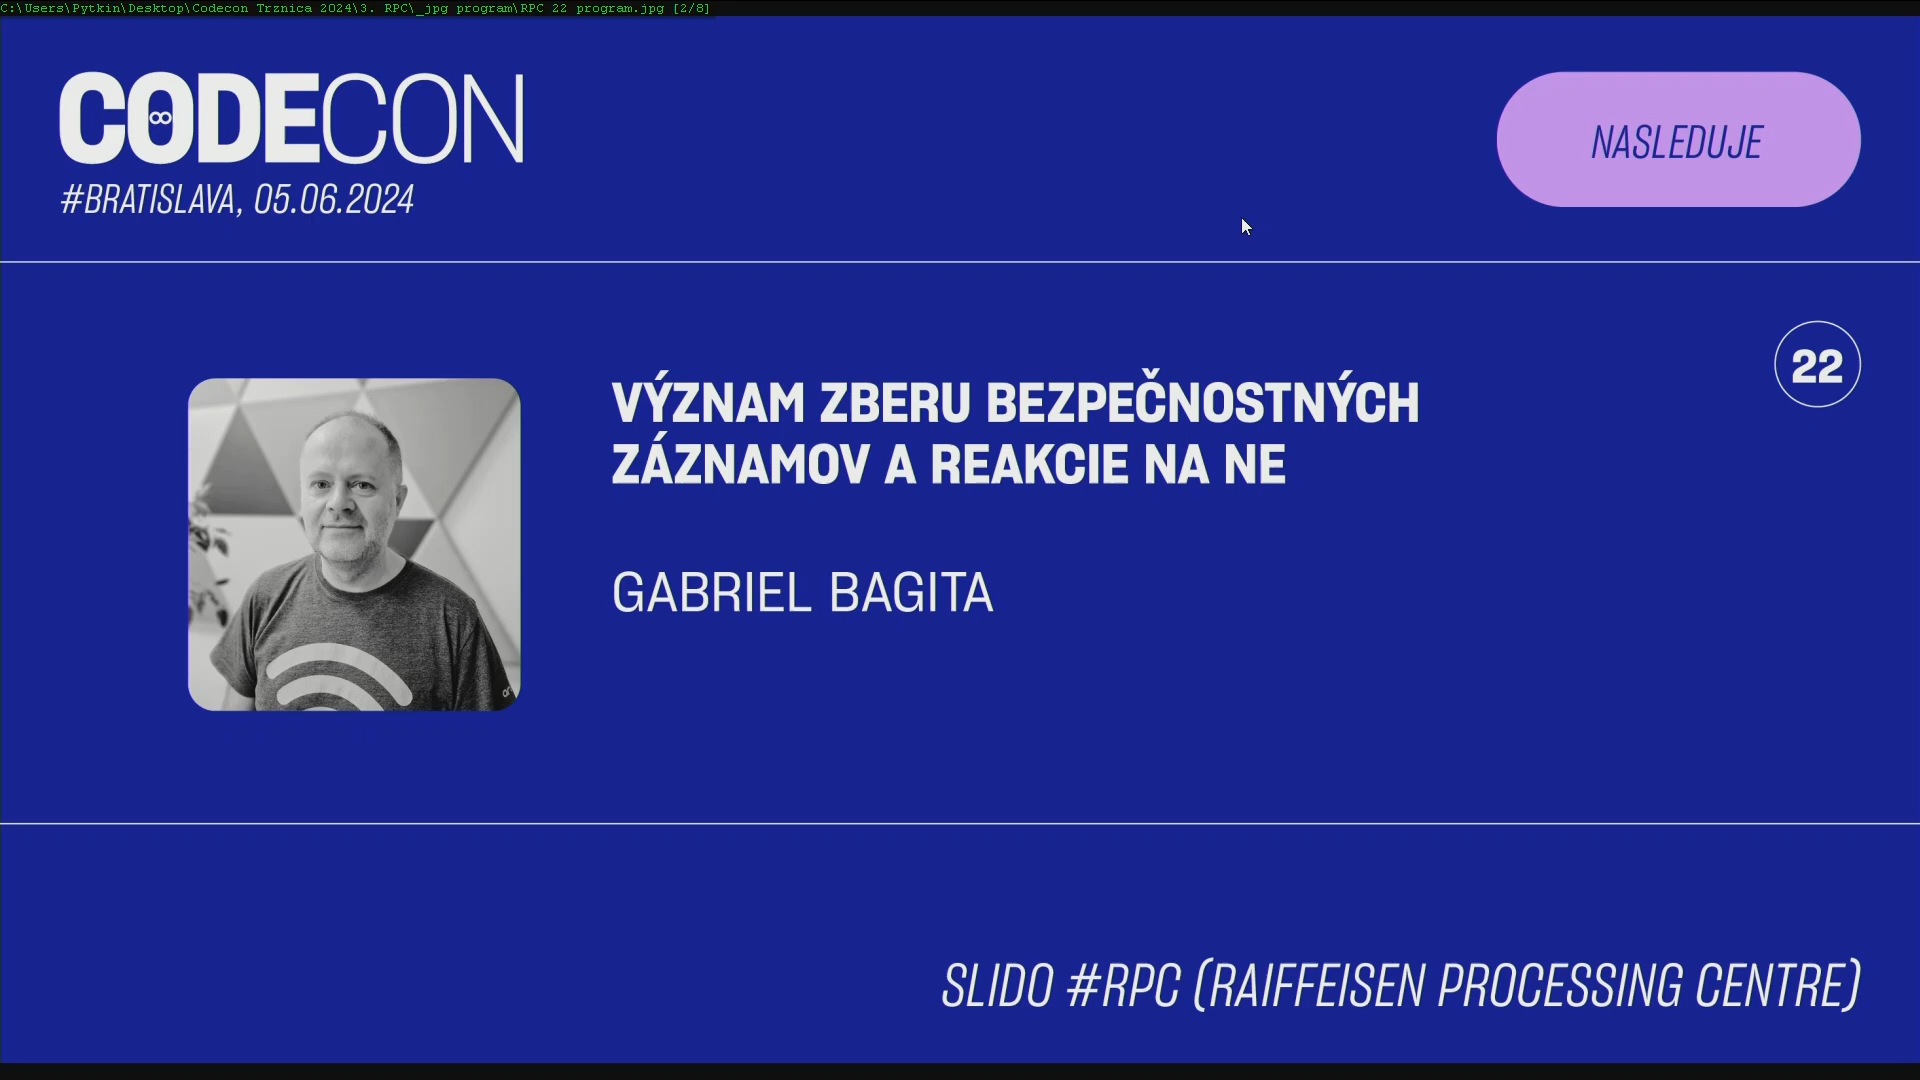 C:\Users\Pytkin\Desktop\Codecon Trznica 2024\3. RPC\_jpg program\RPC 22 program.jpg [2/8]
CODECON
#BRATISLAVA, 05.06.2024
NASLEDUJE
22
VÝZNAM ZBERU BEZPEČNOSTNÝCH
ZÁZNAMOV A REAKCIE NA NE
GABRIEL BAGITA
SLIDO #RPC (RAIFFEISEN PROCESSING CENTRE)